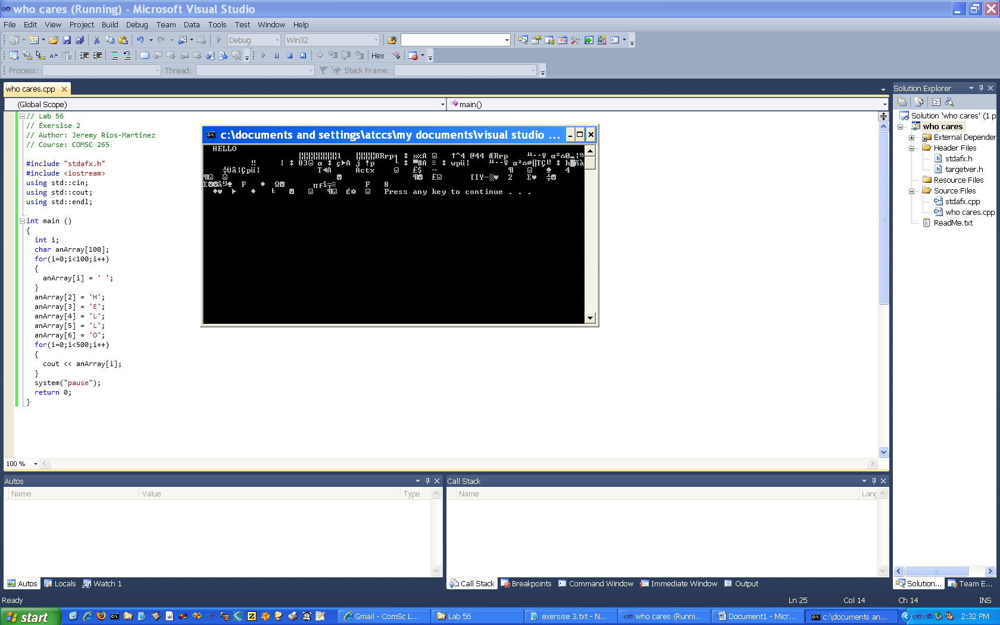 who cares (Running) - Microsoft Visual Studio
File Edit View Project Build Debug Team Data Tools Test Window Help
Debug Win32
Hex
Process: Thread: Stack Frame:
who cares.cpp
(Global Scope) main()
// Lab 56
// Exersise 2
// Author: Jeremy Rios-Martinez
// Course: COMSC 265
#include "stdafx.h"
#include <iostream>
using std::cin;
using std::cout;
using std::endl;
int main ()
{
int i;
char anArray[100];
for(i=0;i<100;i++)
{
anArray[i] = ' ';
}
anArray[2] = 'H';
anArray[3] = 'E';
anArray[4] = 'L';
anArray[5] = 'L';
anArray[6] = 'O';
for(i=0;i<500;i++)
{
cout << anArray[i];
}
system("pause");
return 0;
}
c:\documents and settings\atccs\my documents\visual studio ...
HELLO
Press any key to continue . . .
Solution Explorer
Solution 'who cares' (1 p
who cares
External Depender
Header Files
stdafx.h
targetver.h
Resource Files
Source Files
stdafx.cpp
who cares.cpp
ReadMe.txt
100 %
Autos
Name Value Type
Call Stack
Name Lang
Autos Locals Watch 1
Call Stack Breakpoints Command Window Immediate Window Output
Solution... Team E...
Ready Ln 25 Col 14 Ch 14 INS
start Gmail - ComSc L... Lab 56 exersise 3.txt - N... who cares (Runni... Document1 - Micr... c:\documents an... 2:32 PM